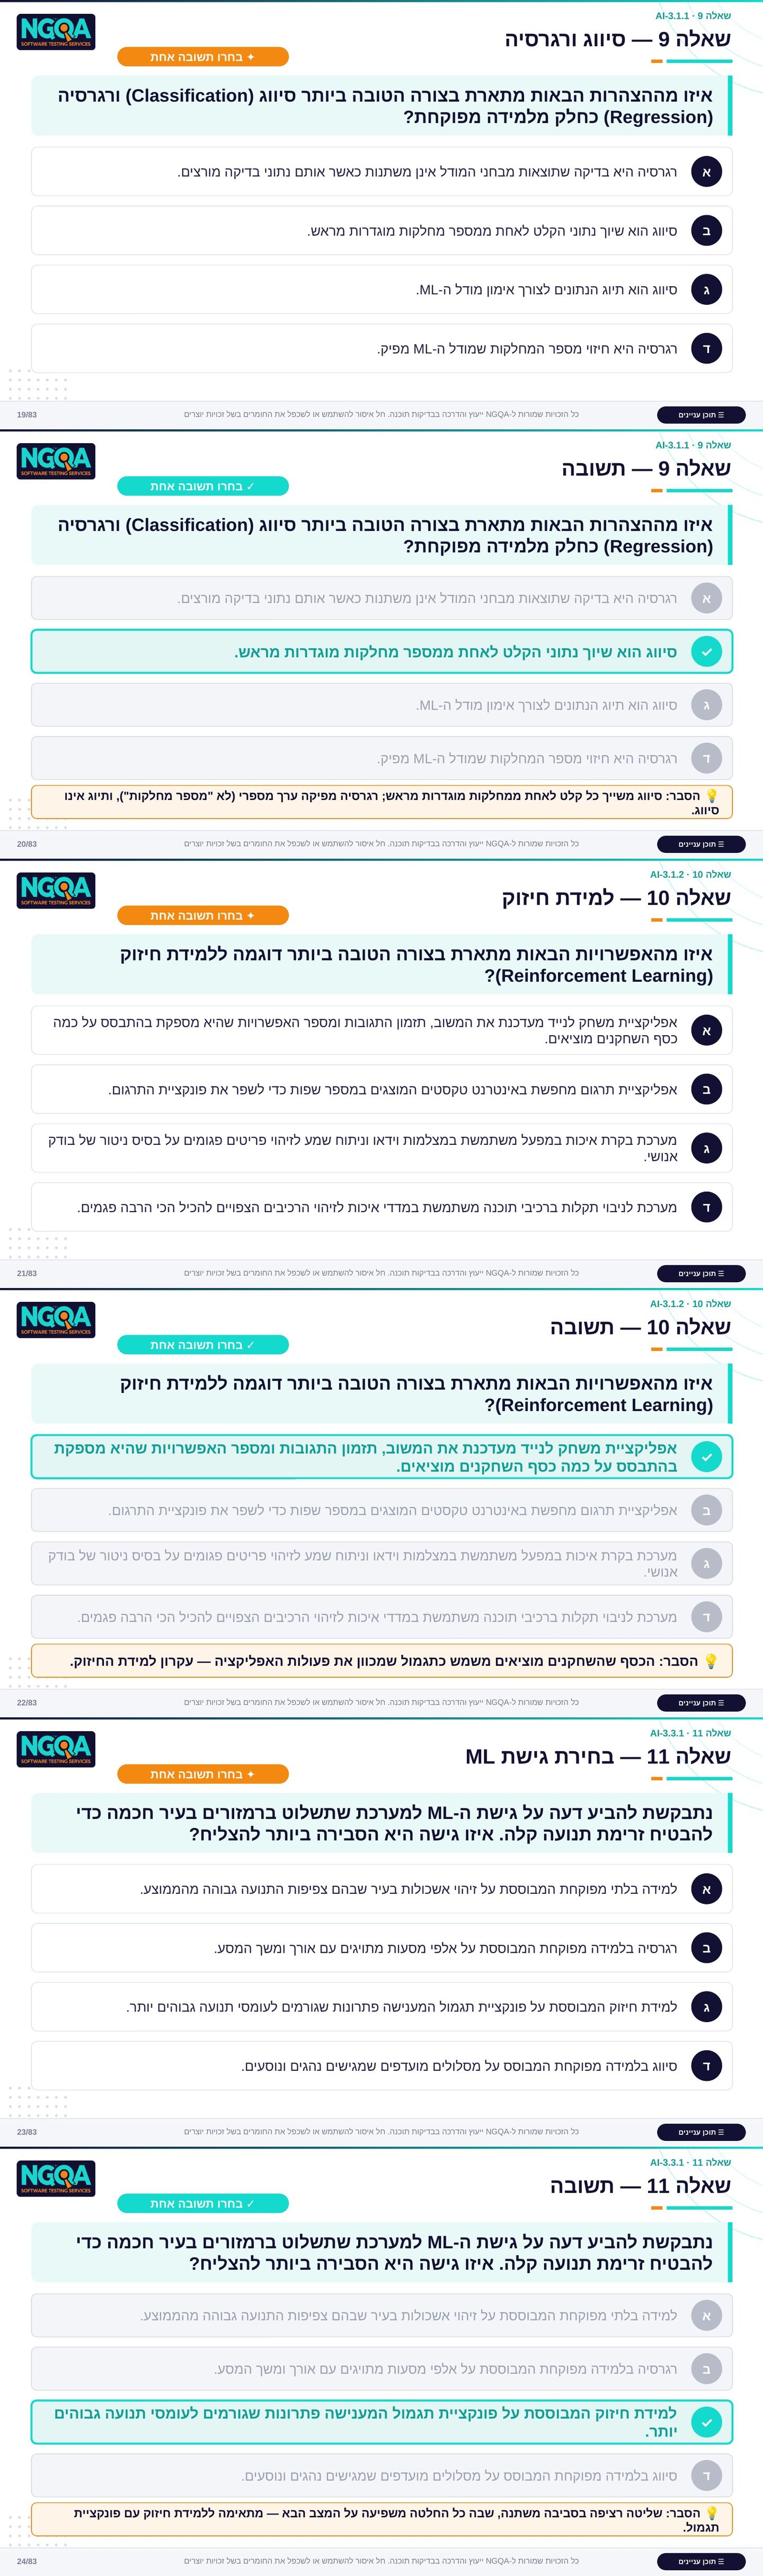 שאלה 9 · AI-3.1.1
NGQA
SOFTWARE TESTING SERVICES
שאלה 9 — סיווג ורגרסיה
✦ בחרו תשובה אחת
איזו מההצהרות הבאות מתארת בצורה הטובה ביותר סיווג (Classification) ורגרסיה
(Regression) כחלק מלמידה מפוקחת?
א
רגרסיה היא בדיקה שתוצאות מבחני המודל אינן משתנות כאשר אותם נתוני בדיקה מורצים.
ב
סיווג הוא שיוך נתוני הקלט לאחת ממספר מחלקות מוגדרות מראש.
ג
סיווג הוא תיוג הנתונים לצורך אימון מודל ה-ML.
ד
רגרסיה היא חיזוי מספר המחלקות שמודל ה-ML מפיק.
☰ תוכן עניינים
כל הזכויות שמורות ל-NGQA ייעוץ והדרכה בבדיקות תוכנה. חל איסור להשתמש או לשכפל את החומרים בשל זכויות יוצרים
19/83
שאלה 9 · AI-3.1.1
NGQA
SOFTWARE TESTING SERVICES
שאלה 9 — תשובה
✓ בחרו תשובה אחת
איזו מההצהרות הבאות מתארת בצורה הטובה ביותר סיווג (Classification) ורגרסיה
(Regression) כחלק מלמידה מפוקחת?
א
רגרסיה היא בדיקה שתוצאות מבחני המודל אינן משתנות כאשר אותם נתוני בדיקה מורצים.
✓
סיווג הוא שיוך נתוני הקלט לאחת ממספר מחלקות מוגדרות מראש.
ג
סיווג הוא תיוג הנתונים לצורך אימון מודל ה-ML.
ד
רגרסיה היא חיזוי מספר המחלקות שמודל ה-ML מפיק.
💡 הסבר: סיווג משייך כל קלט לאחת ממחלקות מוגדרות מראש; רגרסיה מפיקה ערך מספרי (לא "מספר מחלקות"), ותיוג אינו
סיווג.
☰ תוכן עניינים
כל הזכויות שמורות ל-NGQA ייעוץ והדרכה בבדיקות תוכנה. חל איסור להשתמש או לשכפל את החומרים בשל זכויות יוצרים
20/83
שאלה 10 · AI-3.1.2
NGQA
SOFTWARE TESTING SERVICES
שאלה 10 — למידת חיזוק
✦ בחרו תשובה אחת
איזו מהאפשרויות הבאות מתארת בצורה הטובה ביותר דוגמה ללמידת חיזוק
(Reinforcement Learning)?
א
אפליקציית משחק לנייד מעדכנת את המשוב, תזמון התגובות ומספר האפשרויות שהיא מספקת בהתבסס על כמה
כסף השחקנים מוציאים.
ב
אפליקציית תרגום מחפשת באינטרנט טקסטים המוצגים במספר שפות כדי לשפר את פונקציית התרגום.
ג
מערכת בקרת איכות במפעל משתמשת במצלמות וידאו וניתוח שמע לזיהוי פריטים פגומים על בסיס ניטור של בודק
אנושי.
ד
מערכת לניבוי תקלות ברכיבי תוכנה משתמשת במדדי איכות לזיהוי הרכיבים הצפויים להכיל הכי הרבה פגמים.
☰ תוכן עניינים
כל הזכויות שמורות ל-NGQA ייעוץ והדרכה בבדיקות תוכנה. חל איסור להשתמש או לשכפל את החומרים בשל זכויות יוצרים
21/83
שאלה 10 · AI-3.1.2
NGQA
SOFTWARE TESTING SERVICES
שאלה 10 — תשובה
✓ בחרו תשובה אחת
איזו מהאפשרויות הבאות מתארת בצורה הטובה ביותר דוגמה ללמידת חיזוק
(Reinforcement Learning)?
✓
אפליקציית משחק לנייד מעדכנת את המשוב, תזמון התגובות ומספר האפשרויות שהיא מספקת
בהתבסס על כמה כסף השחקנים מוציאים.
ב
אפליקציית תרגום מחפשת באינטרנט טקסטים המוצגים במספר שפות כדי לשפר את פונקציית התרגום.
ג
מערכת בקרת איכות במפעל משתמשת במצלמות וידאו וניתוח שמע לזיהוי פריטים פגומים על בסיס ניטור של בודק
אנושי.
ד
מערכת לניבוי תקלות ברכיבי תוכנה משתמשת במדדי איכות לזיהוי הרכיבים הצפויים להכיל הכי הרבה פגמים.
💡 הסבר: הכסף שהשחקנים מוציאים משמש כתגמול שמכוון את פעולות האפליקציה — עקרון למידת החיזוק.
☰ תוכן עניינים
כל הזכויות שמורות ל-NGQA ייעוץ והדרכה בבדיקות תוכנה. חל איסור להשתמש או לשכפל את החומרים בשל זכויות יוצרים
22/83
שאלה 11 · AI-3.3.1
NGQA
SOFTWARE TESTING SERVICES
שאלה 11 — בחירת גישת ML
✦ בחרו תשובה אחת
נתבקשת להביע דעה על גישת ה-ML למערכת שתשלוט ברמזורים בעיר חכמה כדי
להבטיח זרימת תנועה קלה. איזו גישה היא הסבירה ביותר להצליח?
א
למידה בלתי מפוקחת המבוססת על זיהוי אשכולות בעיר שבהם צפיפות התנועה גבוהה מהממוצע.
ב
רגרסיה בלמידה מפוקחת המבוססת על אלפי מסעות מתויגים עם אורך ומשך המסע.
ג
למידת חיזוק המבוססת על פונקציית תגמול המענישה פתרונות שגורמים לעומסי תנועה גבוהים יותר.
ד
סיווג בלמידה מפוקחת המבוסס על מסלולים מועדפים שמגישים נהגים ונוסעים.
☰ תוכן עניינים
כל הזכויות שמורות ל-NGQA ייעוץ והדרכה בבדיקות תוכנה. חל איסור להשתמש או לשכפל את החומרים בשל זכויות יוצרים
23/83
שאלה 11 · AI-3.3.1
NGQA
SOFTWARE TESTING SERVICES
שאלה 11 — תשובה
✓ בחרו תשובה אחת
נתבקשת להביע דעה על גישת ה-ML למערכת שתשלוט ברמזורים בעיר חכמה כדי
להבטיח זרימת תנועה קלה. איזו גישה היא הסבירה ביותר להצליח?
א
למידה בלתי מפוקחת המבוססת על זיהוי אשכולות בעיר שבהם צפיפות התנועה גבוהה מהממוצע.
ב
רגרסיה בלמידה מפוקחת המבוססת על אלפי מסעות מתויגים עם אורך ומשך המסע.
✓
למידת חיזוק המבוססת על פונקציית תגמול המענישה פתרונות שגורמים לעומסי תנועה גבוהים
יותר.
ד
סיווג בלמידה מפוקחת המבוסס על מסלולים מועדפים שמגישים נהגים ונוסעים.
💡 הסבר: שליטה רציפה בסביבה משתנה, שבה כל החלטה משפיעה על המצב הבא — מתאימה ללמידת חיזוק עם פונקציית
תגמול.
☰ תוכן עניינים
כל הזכויות שמורות ל-NGQA ייעוץ והדרכה בבדיקות תוכנה. חל איסור להשתמש או לשכפל את החומרים בשל זכויות יוצרים
24/83